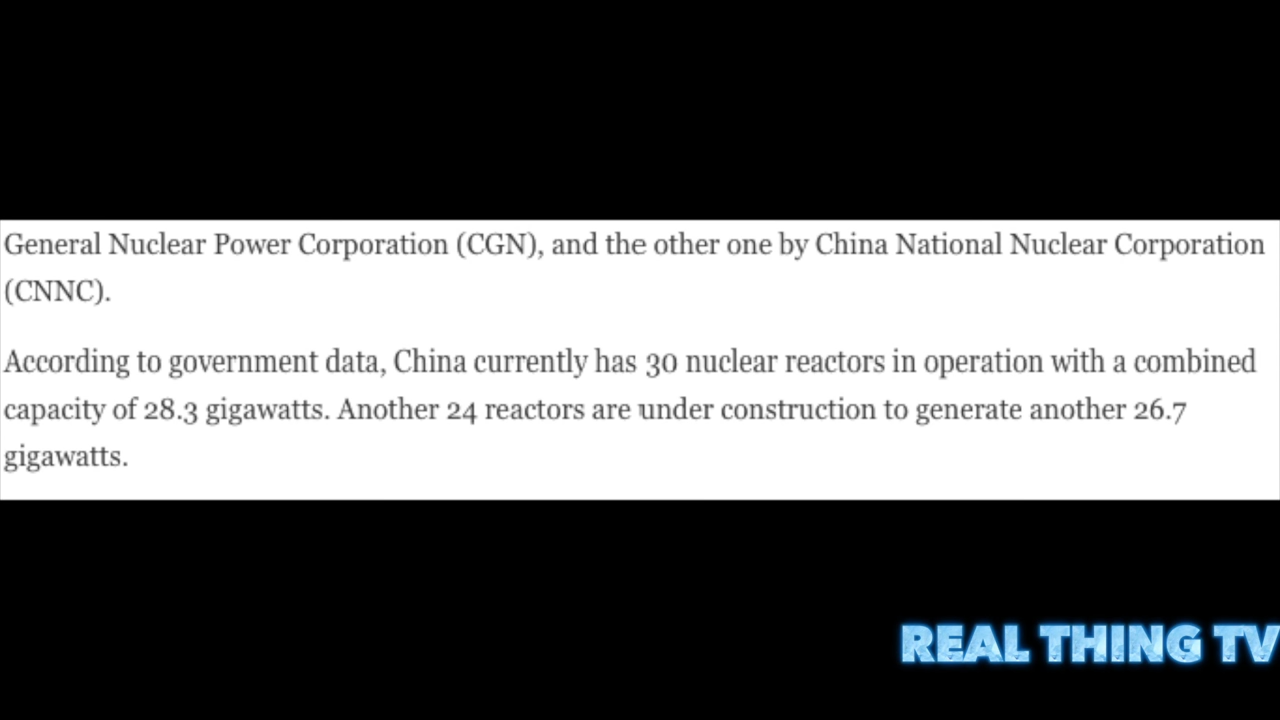 General Nuclear Power Corporation (CGN), and the other one by China National Nuclear Corporation
(CNNC).
According to government data, China currently has 30 nuclear reactors in operation with a combined
capacity of 28.3 gigawatts. Another 24 reactors are under construction to generate another 26.7
gigawatts.
REAL THING TV